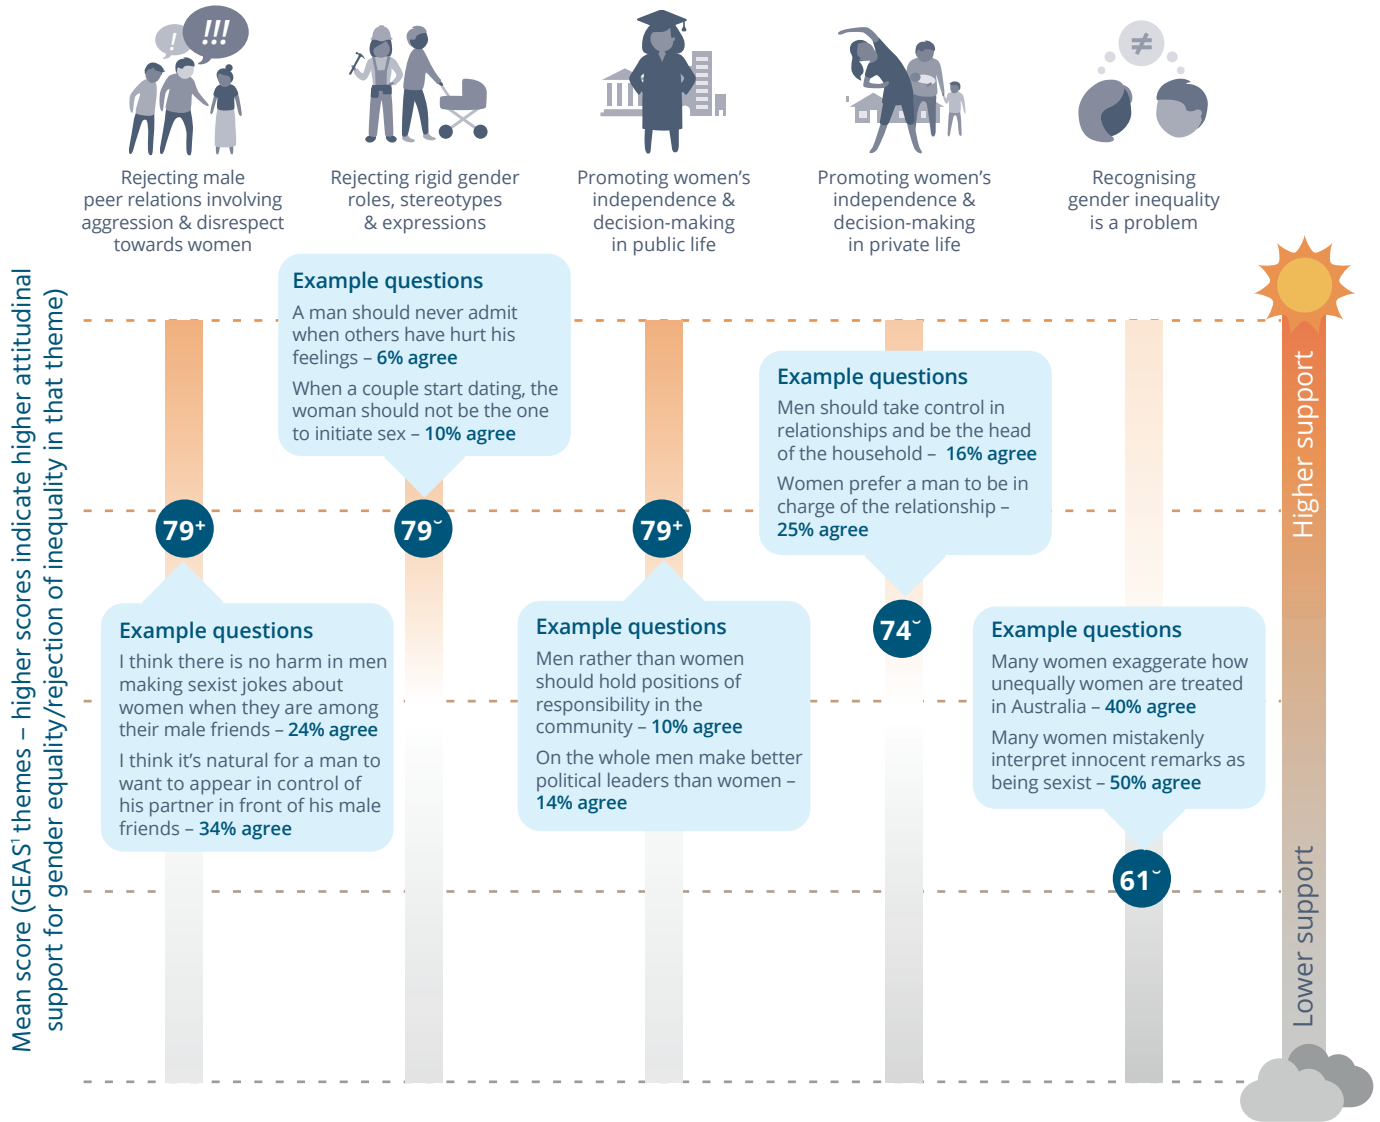 !
!!!
≠
Rejecting male
peer relations involving
aggression & disrespect
towards women
Rejecting rigid gender
roles, stereotypes
& expressions
Promoting women’s
independence &
decision-making
in public life
Promoting women’s
independence &
decision-making
in private life
Recognising
gender inequality
is a problem
Mean score (GEAS¹ themes – higher scores indicate higher attitudinal
support for gender equality/rejection of inequality in that theme)
Example questions
A man should never admit
when others have hurt his
feelings – 6% agree
When a couple start dating, the
woman should not be the one
to initiate sex – 10% agree
Example questions
Men should take control in
relationships and be the head
of the household – 16% agree
Women prefer a man to be in
charge of the relationship –
25% agree
79⁺
79˘
79⁺
74˘
61˘
Example questions
I think there is no harm in men
making sexist jokes about
women when they are among
their male friends – 24% agree
I think it’s natural for a man to
want to appear in control of
his partner in front of his male
friends – 34% agree
Example questions
Men rather than women
should hold positions of
responsibility in the
community – 10% agree
On the whole men make better
political leaders than women –
14% agree
Example questions
Many women exaggerate how
unequally women are treated
in Australia – 40% agree
Many women mistakenly
interpret innocent remarks as
being sexist – 50% agree
Higher support
Lower support